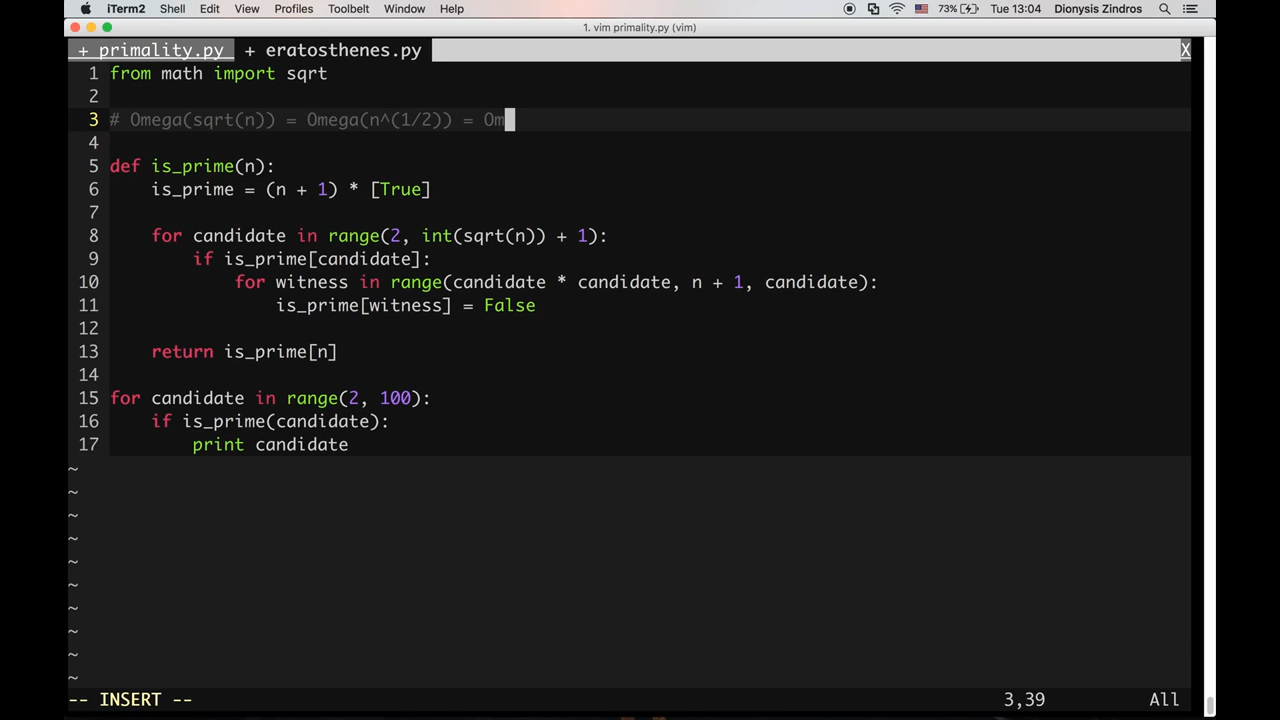 iTerm2 Shell Edit View Profiles Toolbelt Window Help 73% Tue 13:04 Dionysis Zindros
1. vim primality.py (vim)
+ primality.py + eratosthenes.py X
1 from math import sqrt
2
3 # Omega(sqrt(n)) = Omega(n^(1/2)) = Om
4
5 def is_prime(n):
6     is_prime = (n + 1) * [True]
7
8     for candidate in range(2, int(sqrt(n)) + 1):
9         if is_prime[candidate]:
10             for witness in range(candidate * candidate, n + 1, candidate):
11                 is_prime[witness] = False
12
13     return is_prime[n]
14
15 for candidate in range(2, 100):
16     if is_prime(candidate):
17         print candidate
~
~
~
~
~
~
~
~
~
~
-- INSERT -- 3,39 All